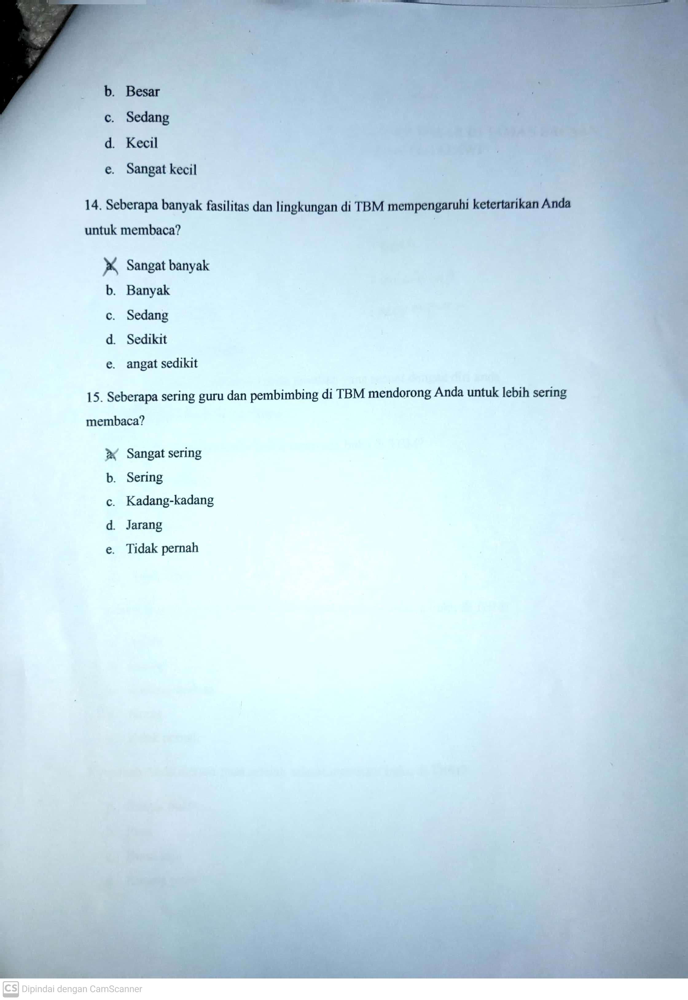 b. Besar
c. Sedang
d. Kecil
e. Sangat kecil
14. Seberapa banyak fasilitas dan lingkungan di TBM mempengaruhi ketertarikan Anda
untuk membaca?
a. Sangat banyak
b. Banyak
c. Sedang
d. Sedikit
e. angat sedikit
15. Seberapa sering guru dan pembimbing di TBM mendorong Anda untuk lebih sering
membaca?
a. Sangat sering
b. Sering
c. Kadang-kadang
d. Jarang
e. Tidak pernah
CS Dipindai dengan CamScanner